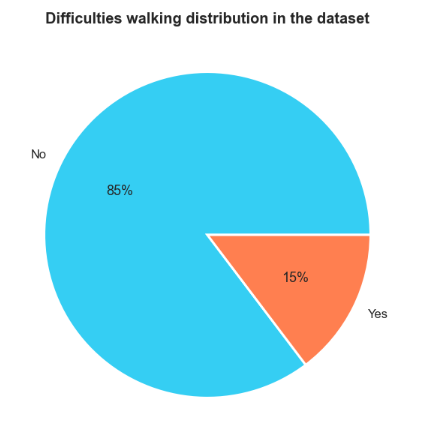 Difficulties walking distribution in the dataset
No
85%
15%
Yes